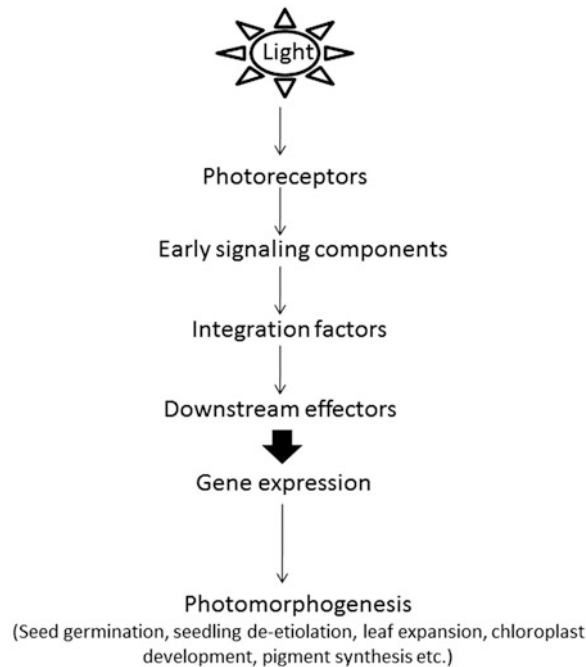 Light
Photoreceptors
Early signaling components
Integration factors
Downstream effectors
Gene expression
Photomorphogenesis
(Seed germination, seedling de-etiolation, leaf expansion, chloroplast
development, pigment synthesis etc.)